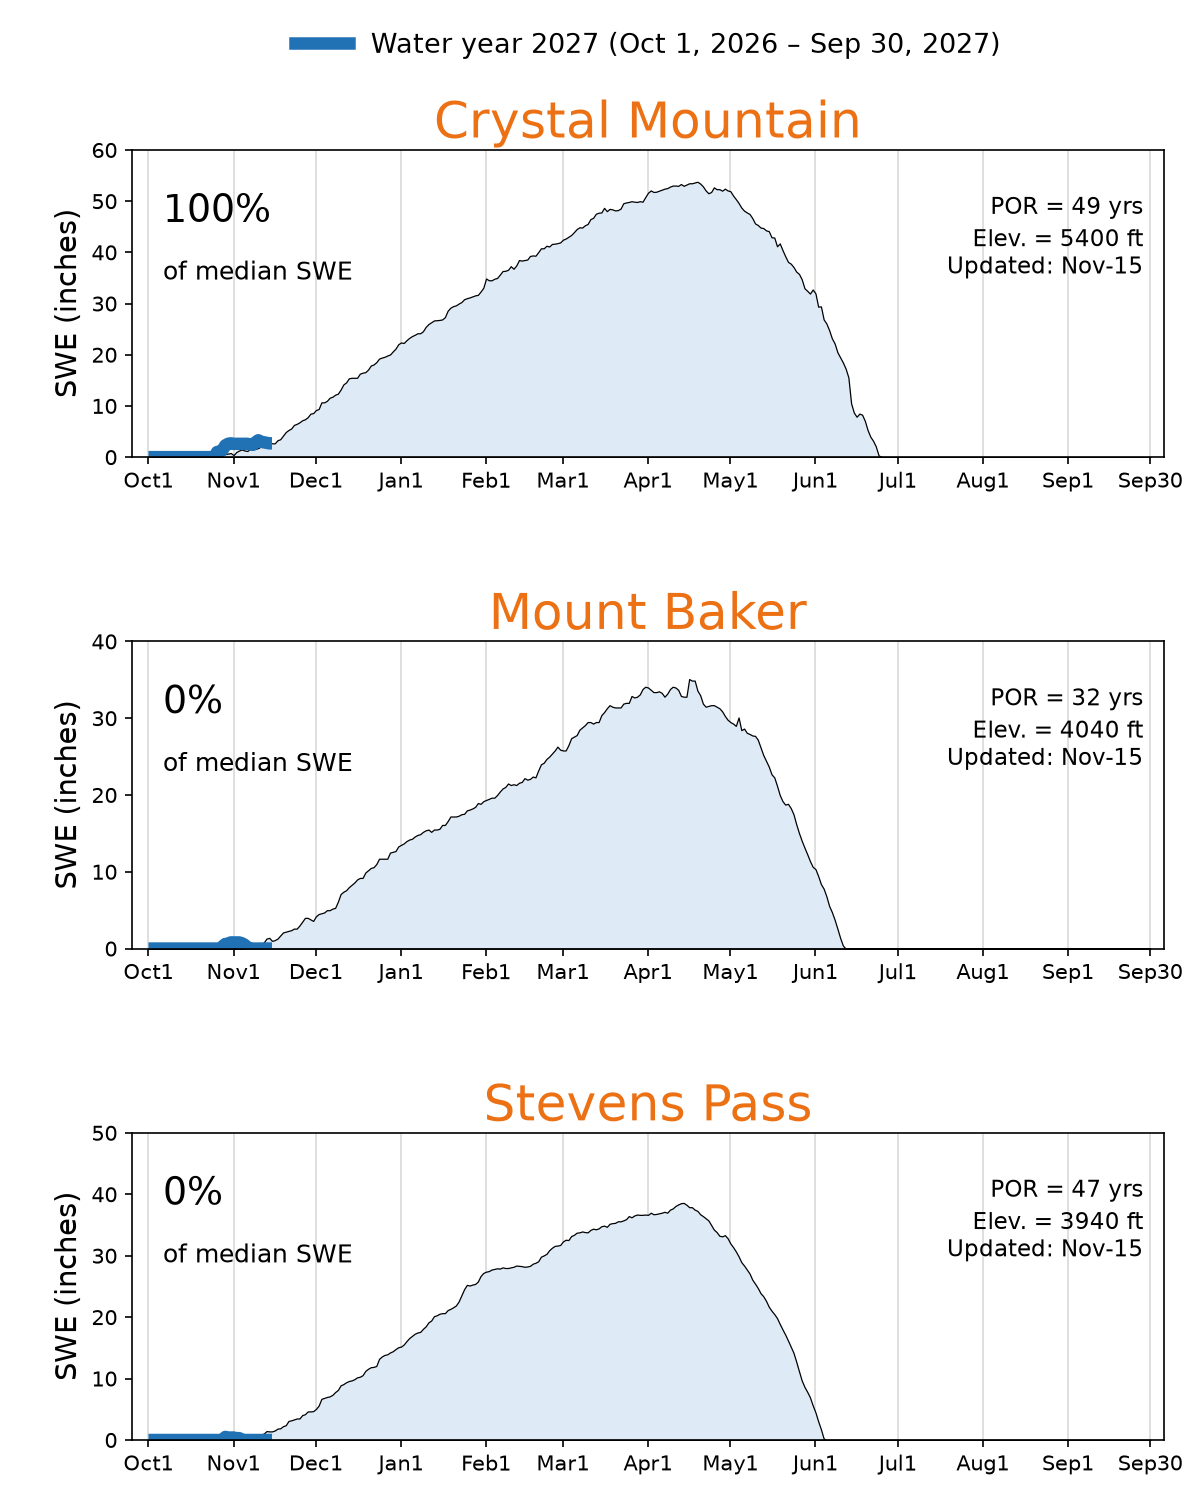 Water year 2027 (Oct 1, 2026 – Sep 30, 2027)
Crystal Mountain
60
50
40
30
20
10
0
SWE (inches)
100%
of median SWE
POR = 49 yrs
Elev. = 5400 ft
Updated: Nov-15
Oct1 Nov1 Dec1 Jan1 Feb1 Mar1 Apr1 May1 Jun1 Jul1 Aug1 Sep1 Sep30
Mount Baker
40
30
20
10
0
SWE (inches)
0%
of median SWE
POR = 32 yrs
Elev. = 4040 ft
Updated: Nov-15
Oct1 Nov1 Dec1 Jan1 Feb1 Mar1 Apr1 May1 Jun1 Jul1 Aug1 Sep1 Sep30
Stevens Pass
50
40
30
20
10
0
SWE (inches)
0%
of median SWE
POR = 47 yrs
Elev. = 3940 ft
Updated: Nov-15
Oct1 Nov1 Dec1 Jan1 Feb1 Mar1 Apr1 May1 Jun1 Jul1 Aug1 Sep1 Sep30